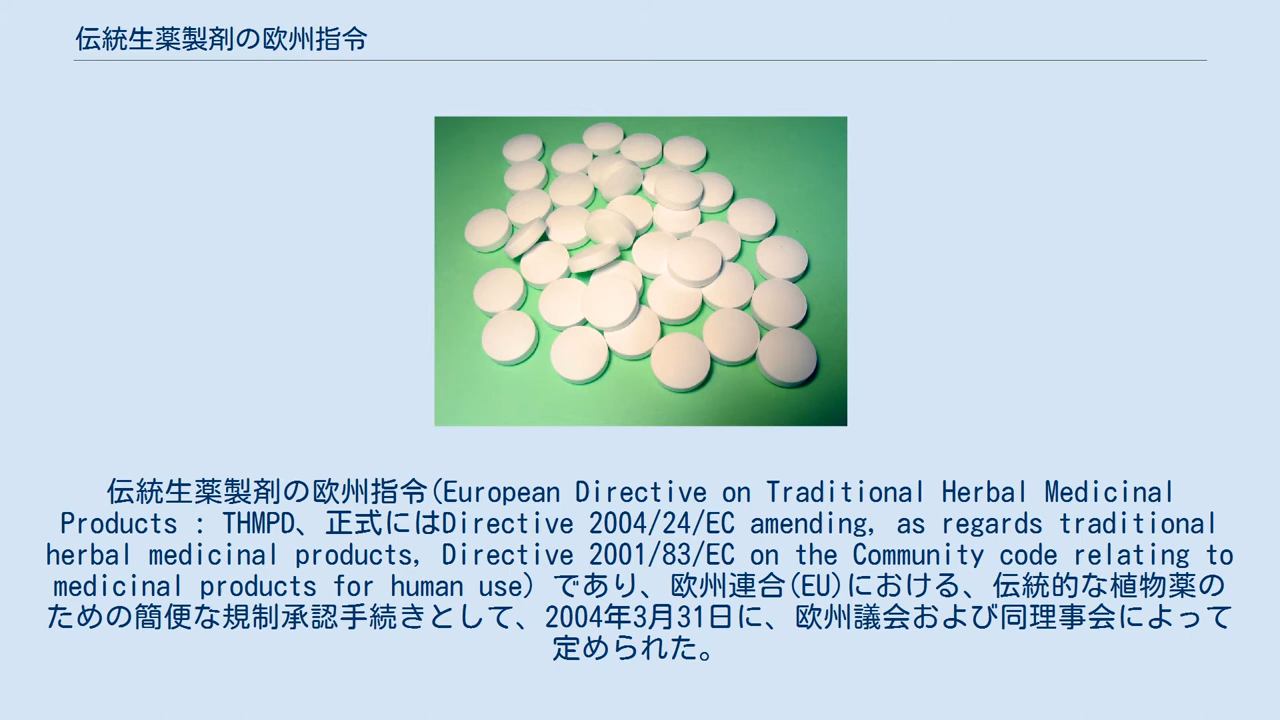 伝統生薬製剤の欧州指令
伝統生薬製剤の欧州指令(European Directive on Traditional Herbal Medicinal
Products : THMPD、正式にはDirective 2004/24/EC amending, as regards traditional
herbal medicinal products, Directive 2001/83/EC on the Community code relating to
medicinal products for human use) であり、欧州連合(EU)における、伝統的な植物薬の
ための簡便な規制承認手続きとして、2004年3月31日に、欧州議会および同理事会によって
定められた。